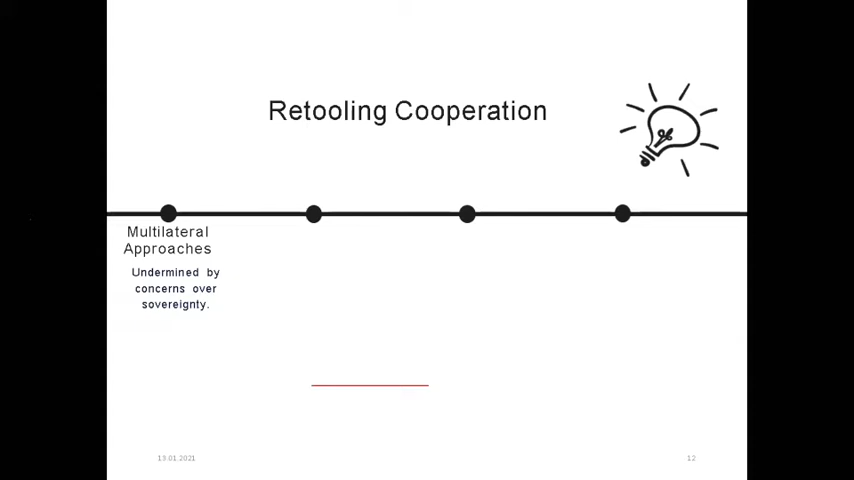 Retooling Cooperation
Multilateral
Approaches
Undermined by
concerns over
sovereignty.
13.01.2021
12